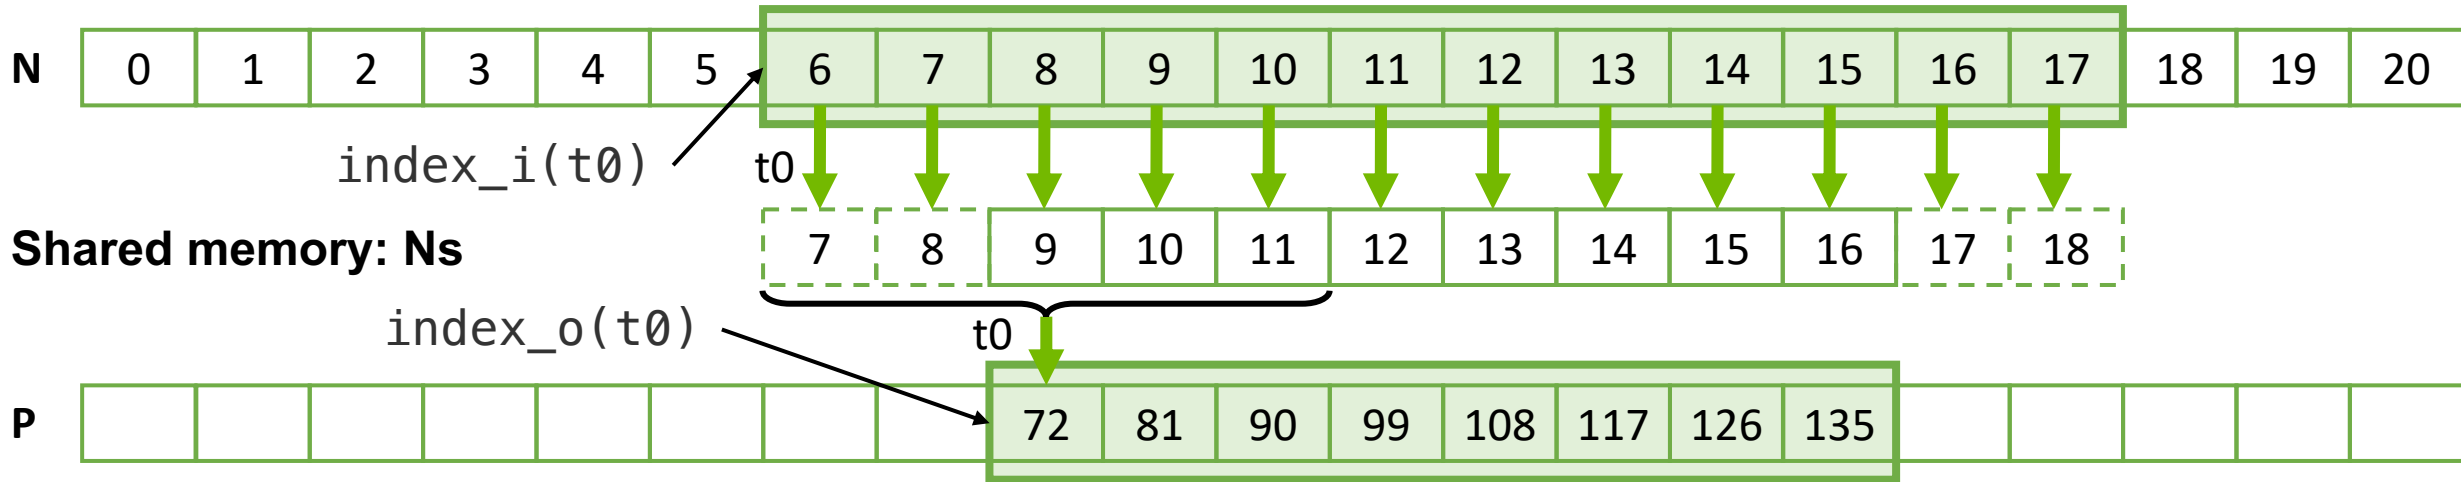 N 0 1 2 3 4 5 6 7 8 9 10 11 12 13 14 15 16 17 18 19 20
index_i(t0) t0
Shared memory: Ns 7 8 9 10 11 12 13 14 15 16 17 18
index_o(t0) t0
P 72 81 90 99 108 117 126 135